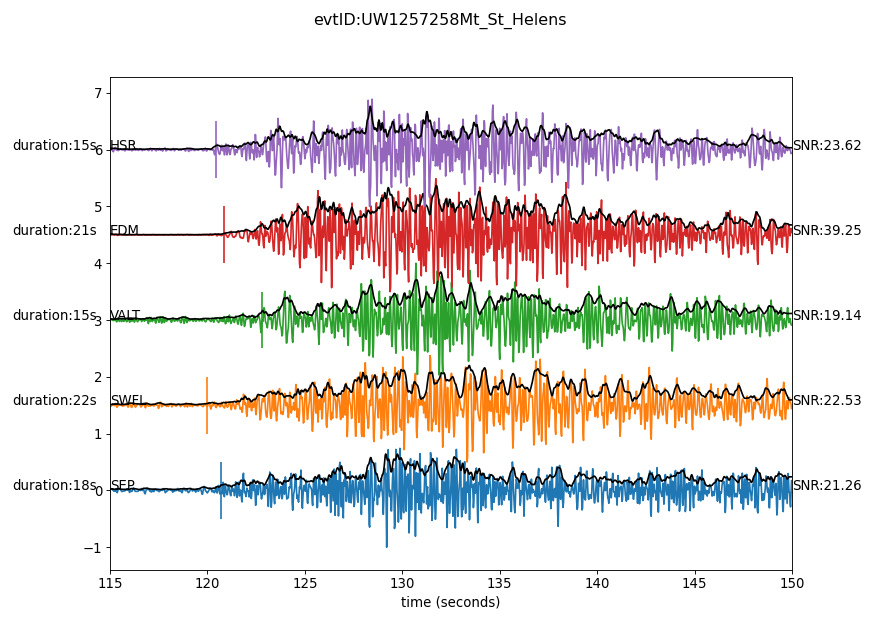 evtID:UW1257258Mt_St_Helens
7
duration:15s 6 HSR SNR:23.62
5
duration:21s EDM SNR:39.25
4
duration:15s 3 VALT SNR:19.14
2
duration:22s SWFL SNR:22.53
1
duration:18s 0 SEP SNR:21.26
−1
115 120 125 130 135 140 145 150
time (seconds)